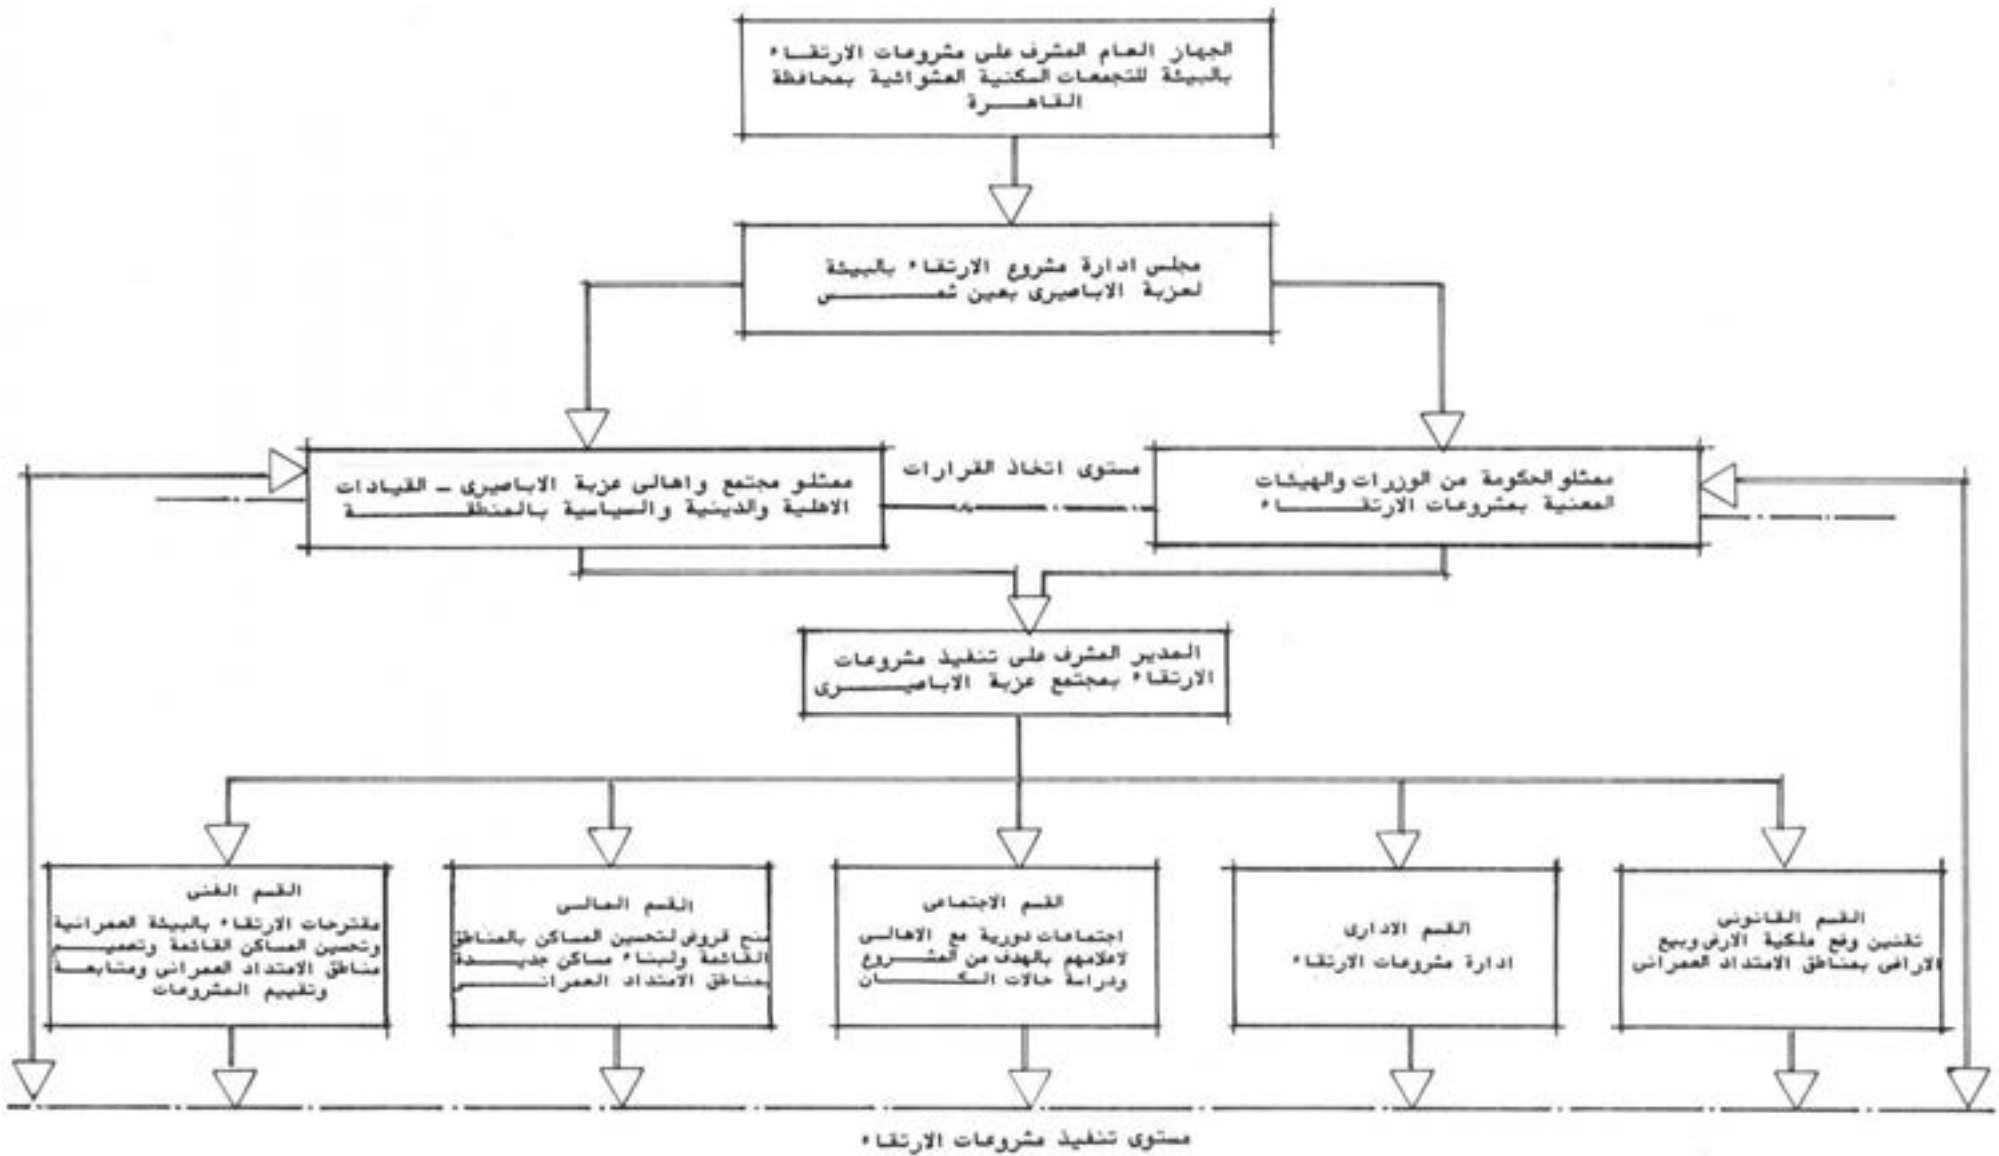 الجهاز العام المشرف على مشروعات الارتقاء
بالبيئة للتجمعات السكنية العشوائية بمحافظة
القاهرة
مجلس ادارة مشروع الارتقاء بالبيئة
لعزبة الاباصيرى بعين شمس
ممثلو الحكومة من الوزرات والهيئات
المعنية بمشروعات الارتقاء
مستوى اتخاذ القرارات
ممثلو مجتمع واهالى عزبة الاباصيرى ـ القيادات
الاهلية والدينية والسياسية بالمنطقة
المدير المشرف على تنفيذ مشروعات
الارتقاء بمجتمع عزبة الاباصيرى
القسم القانونى
تقنين وضع ملكية الارض وبيع
الاراضى بمناطق الامتداد العمرانى
القسم الادارى
ادارة مشروعات الارتقاء
القسم الاجتماعى
اجتماعات دورية مع الاهالى
لاعلامهم بالهدف من المشروع
ودراسة حالات السكان
القسم المالى
منح قروض لتحسين المساكن بالمناطق
القائمة ولبناء مساكن جديدة
بمناطق الامتداد العمرانى
القسم الفنى
مقترحات الارتقاء بالبيئة العمرانية
وتحسين المساكن القائمة وتعميم
مناطق الامتداد العمرانى ومتابعة
وتقييم المشروعات
مستوى تنفيذ مشروعات الارتقاء